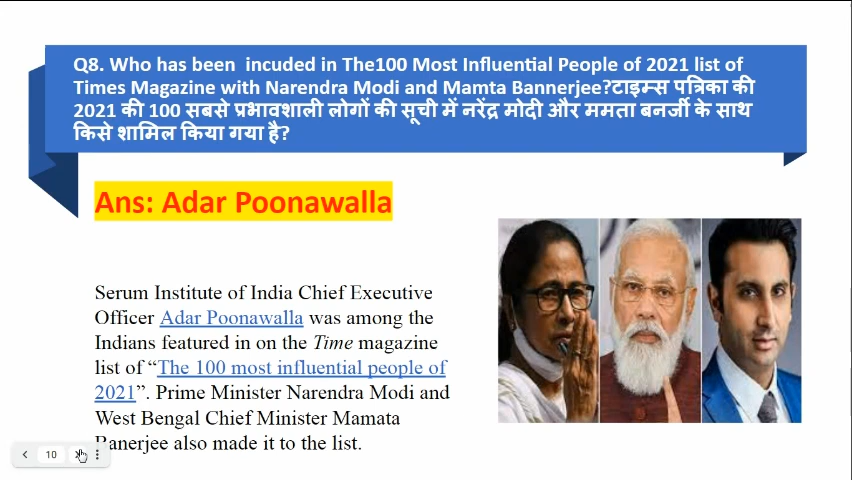 Q8. Who has been incuded in The100 Most Influential People of 2021 list of
Times Magazine with Narendra Modi and Mamta Bannerjee?टाइम्स पत्रिका की
2021 की 100 सबसे प्रभावशाली लोगों की सूची में नरेंद्र मोदी और ममता बनर्जी के साथ
किसे शामिल किया गया है?
Ans: Adar Poonawalla
Serum Institute of India Chief Executive
Officer Adar Poonawalla was among the
Indians featured in on the Time magazine
list of “The 100 most influential people of
2021”. Prime Minister Narendra Modi and
West Bengal Chief Minister Mamata
Banerjee also made it to the list.
10